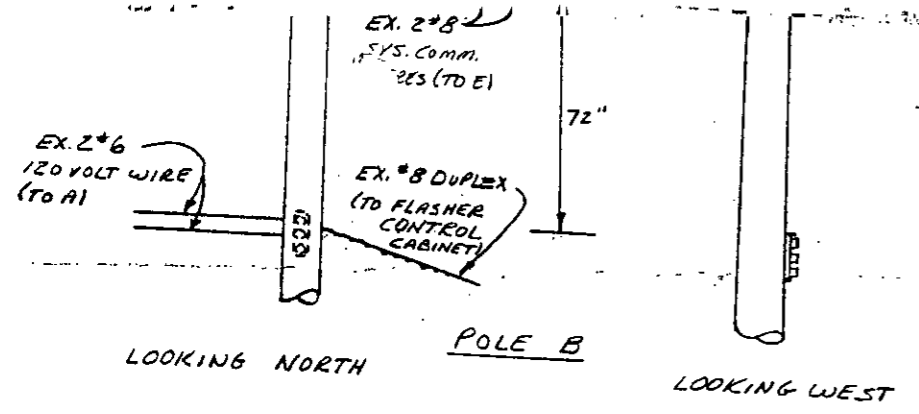 EX. 2#8
SYS. COMM.
(TO E)
72"
EX. 2#6
120 VOLT WIRE
(TO A)
EX. #8 DUPLEX
(TO FLASHER
CONTROL
CABINET)
POLE B
LOOKING NORTH
LOOKING WEST